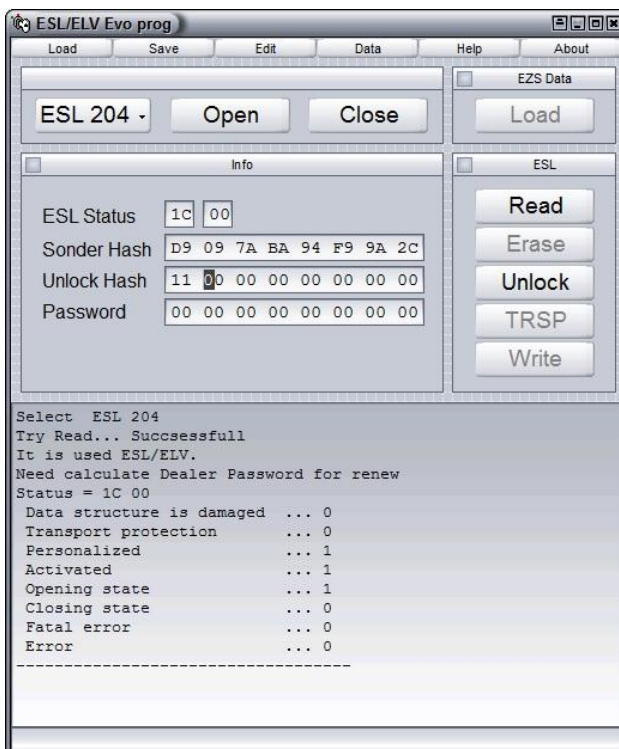 ESL/ELV Evo prog
Load Save Edit Data Help About
EZS Data
ESL 204 Open Close Load
Info ESL
ESL Status 1C 00 Read
Sonder Hash D9 09 7A BA 94 F9 9A 2C Erase
Unlock Hash 11 00 00 00 00 00 00 00 Unlock
Password 00 00 00 00 00 00 00 00 TRSP
Write
Select ESL 204
Try Read... Succsessfull
It is used ESL/ELV.
Need calculate Dealer Password for renew
Status = 1C 00
Data structure is damaged ... 0
Transport protection ... 0
Personalized ... 1
Activated ... 1
Opening state ... 1
Closing state ... 0
Fatal error ... 0
Error ... 0
-----------------------------------